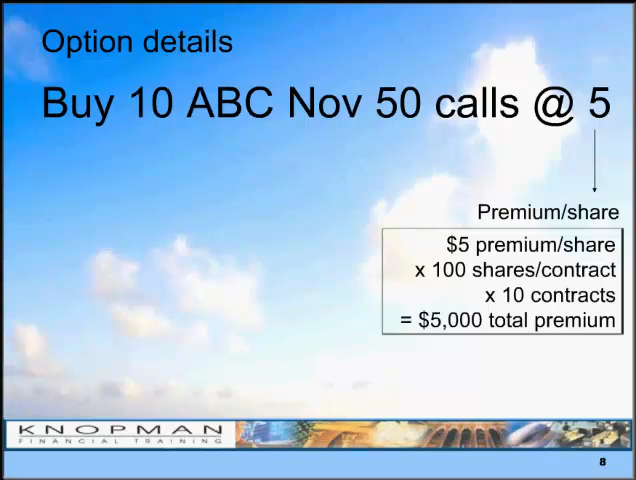 Option details
Buy 10 ABC Nov 50 calls @ 5
Premium/share
$5 premium/share
x 100 shares/contract
x 10 contracts
= $5,000 total premium
KNOPMAN
FINANCIAL TRAINING
8